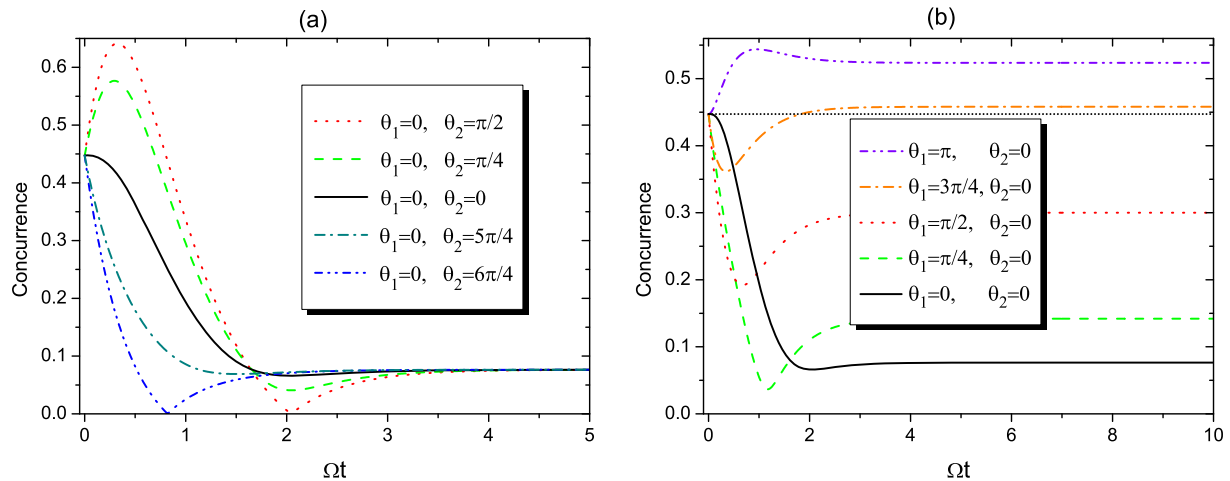 (a)
Concurrence
0.6
0.5
0.4
0.3
0.2
0.1
0.0
θ1=0, θ2=π/2
θ1=0, θ2=π/4
θ1=0, θ2=0
θ1=0, θ2=5π/4
θ1=0, θ2=6π/4
0 1 2 3 4 5
Ωt
(b)
Concurrence
0.5
0.4
0.3
0.2
0.1
0.0
θ1=π, θ2=0
θ1=3π/4, θ2=0
θ1=π/2, θ2=0
θ1=π/4, θ2=0
θ1=0, θ2=0
0 2 4 6 8 10
Ωt